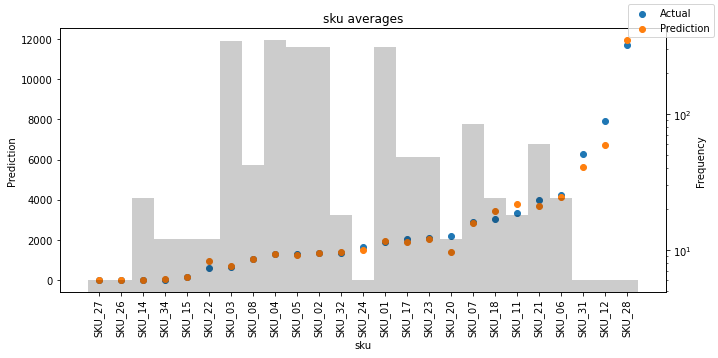 sku averages
Actual
Prediction
12000
10000
8000
6000
4000
2000
0
Prediction
10²
10¹
Frequency
SKU_27
SKU_26
SKU_14
SKU_34
SKU_15
SKU_22
SKU_03
SKU_08
SKU_04
SKU_05
SKU_02
SKU_32
SKU_24
SKU_01
SKU_17
SKU_23
SKU_20
SKU_07
SKU_18
SKU_11
SKU_21
SKU_06
SKU_31
SKU_12
SKU_28
sku